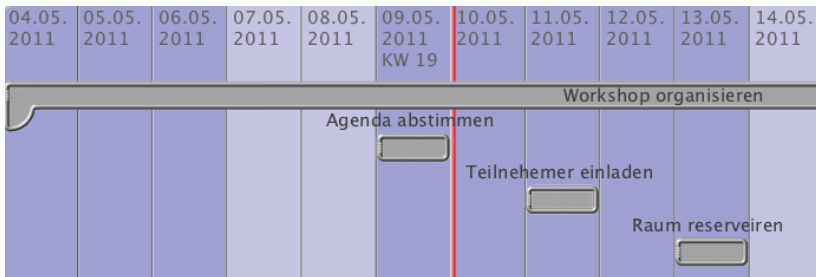 04.05. 05.05. 06.05. 07.05. 08.05. 09.05. 10.05. 11.05. 12.05. 13.05. 14.05.
2011 2011 2011 2011 2011 2011 2011 2011 2011 2011 2011
KW 19
Workshop organisieren
Agenda abstimmen
Teilnehemer einladen
Raum reserveiren